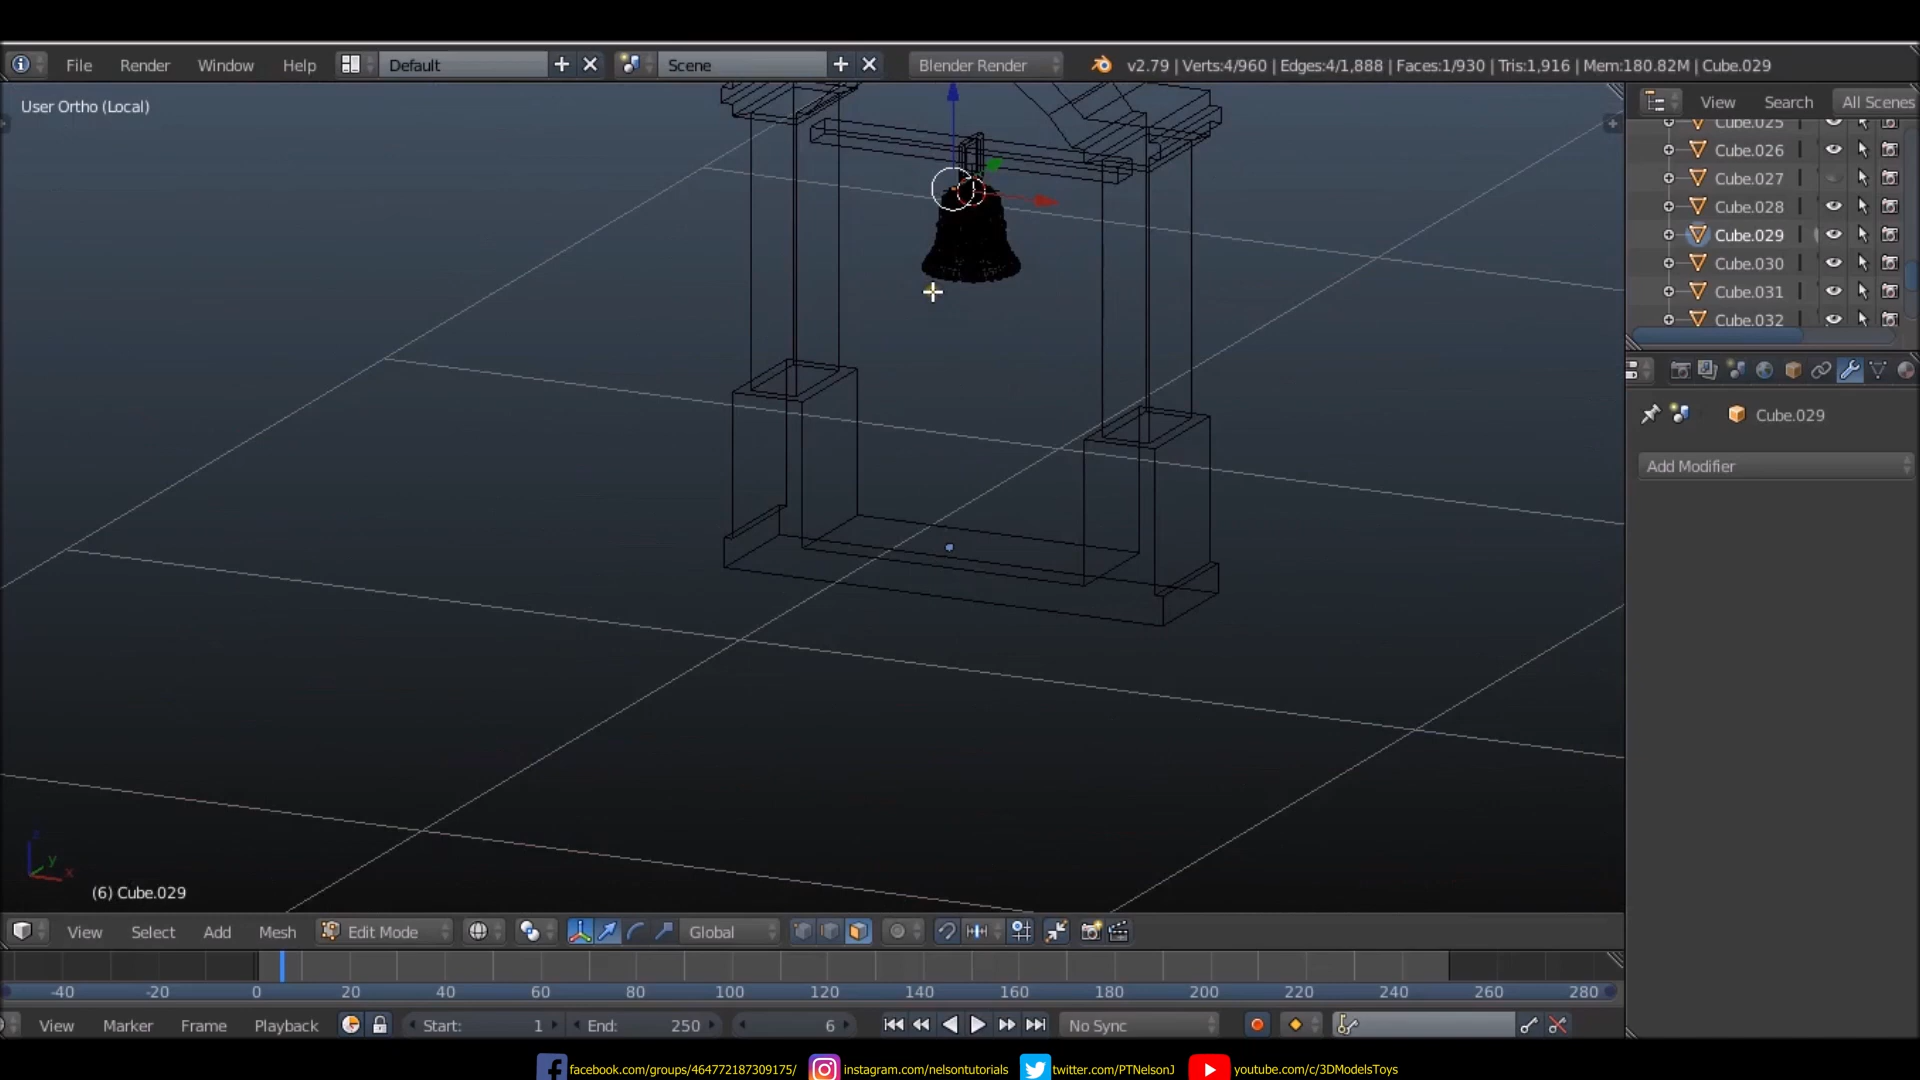 File Render Window Help Default Scene Blender Render v2.79 | Verts:4/960 | Edges:4/1,888 | Faces:1/930 | Tris:1,916 | Mem:180.82M | Cube.029
User Ortho (Local)
View Search All Scenes
Cube.025
Cube.026
Cube.027
Cube.028
Cube.029
Cube.030
Cube.031
Cube.032
Cube.029
Add Modifier
z
y
x
(6) Cube.029
View Select Add Mesh Edit Mode Global
-40 -20 0 20 40 60 80 100 120 140 160 180 200 220 240 260 280
View Marker Frame Playback Start: 1 End: 250 6 No Sync
facebook.com/groups/464772187309175/ instagram.com/nelsontutorials twitter.com/PTNelsonJ youtube.com/c/3DModelsToys